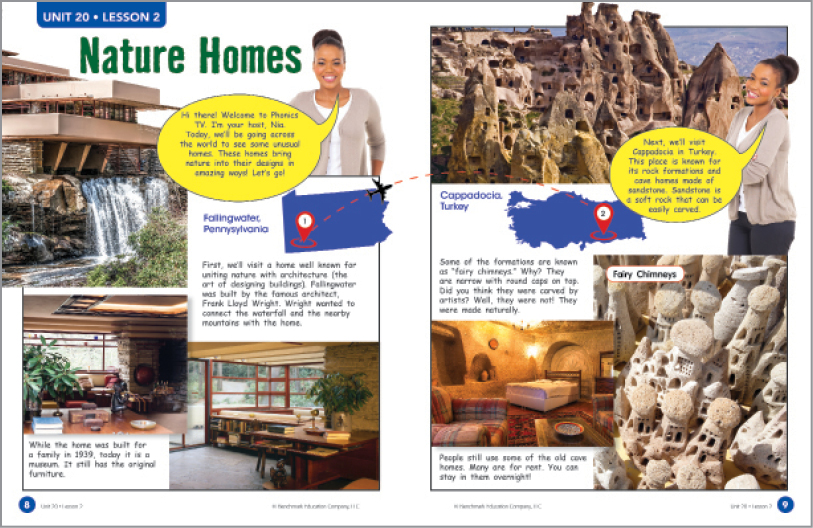 UNIT 20 • LESSON 2
Nature Homes
Hi there! Welcome to Phonics
TV. I'm your host, Nia.
Today, we'll be going across
the world to see some unusual
homes. These homes bring
nature into their designs in
amazing ways! Let's go!
Fallingwater,
Pennysylvania
1
First, we'll visit a home well known for
uniting nature with architecture (the
art of designing buildings). Fallingwater
was built by the famous architect,
Frank Lloyd Wright. Wright wanted to
connect the waterfall and the nearby
mountains with the home.
While the home was built for
a family in 1939, today it is a
museum. It still has the original
furniture.
8
Unit 20 • Lesson 2
© Benchmark Education Company, LLC
Next, we'll visit
Cappadocia in Turkey.
This place is known for
its rock formations and
cave homes made of
sandstone. Sandstone is
a soft rock that can be
easily carved.
Cappadocia,
Turkey
2
Some of the formations are known
as "fairy chimneys." Why? They
are narrow with round caps on top.
Did you think they were carved by
artists? Well, they were not! They
were made naturally.
Fairy Chimneys
People still use some of the old cave
homes. Many are for rent. You can
stay in them overnight!
© Benchmark Education Company, LLC
Unit 20 • Lesson 2
9